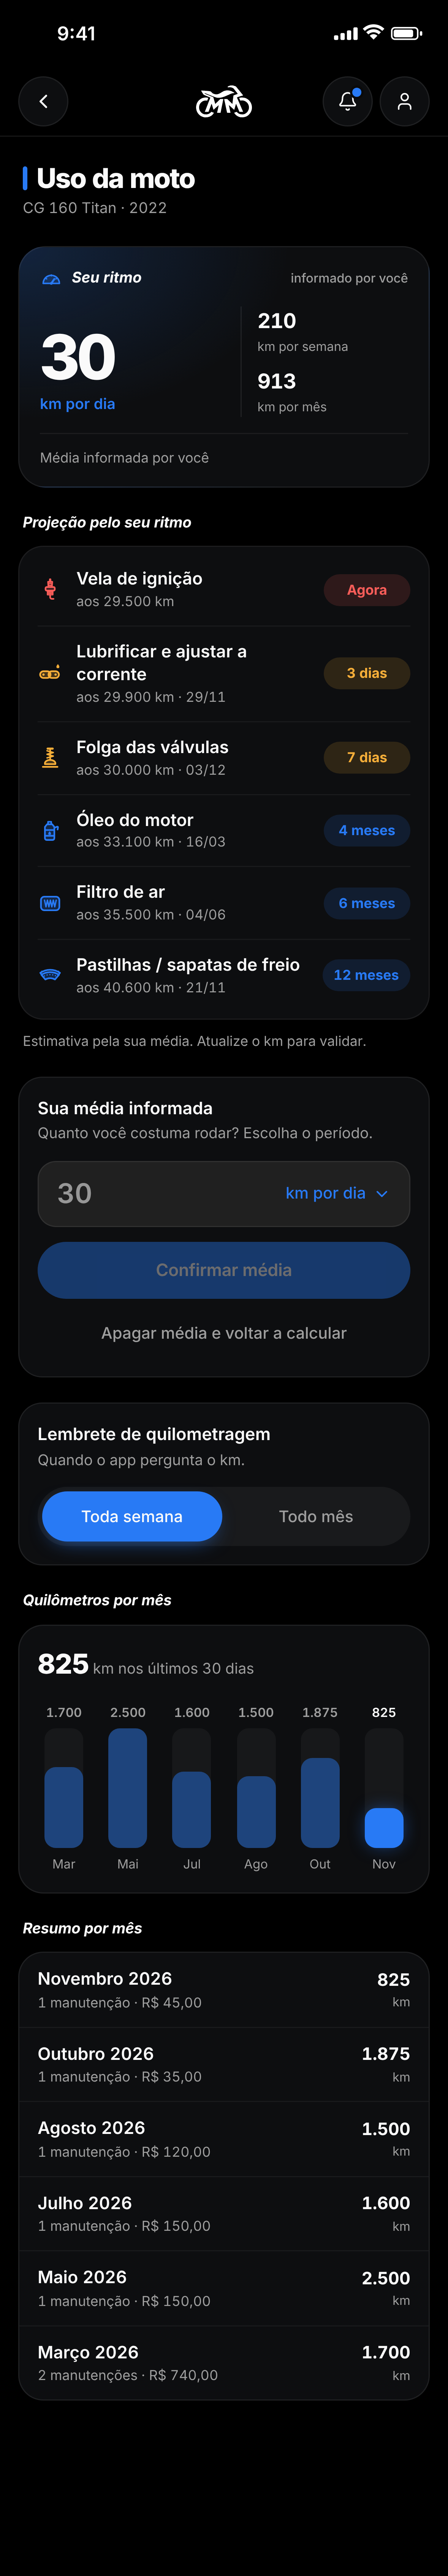 9:41
MM
Uso da moto
CG 160 Titan · 2022
Seu ritmo
informado por você
30
km por dia
210
km por semana
913
km por mês
Média informada por você
Projeção pelo seu ritmo
Vela de ignição
aos 29.500 km
Agora
Lubrificar e ajustar a
corrente
aos 29.900 km · 29/11
3 dias
Folga das válvulas
aos 30.000 km · 03/12
7 dias
Óleo do motor
aos 33.100 km · 16/03
4 meses
Filtro de ar
aos 35.500 km · 04/06
6 meses
Pastilhas / sapatas de freio
aos 40.600 km · 21/11
12 meses
Estimativa pela sua média. Atualize o km para validar.
Sua média informada
Quanto você costuma rodar? Escolha o período.
30
km por dia
Confirmar média
Apagar média e voltar a calcular
Lembrete de quilometragem
Quando o app pergunta o km.
Toda semana
Todo mês
Quilômetros por mês
825 km nos últimos 30 dias
1.700 2.500 1.600 1.500 1.875 825
Mar Mai Jul Ago Out Nov
Resumo por mês
Novembro 2026
1 manutenção · R$ 45,00
825
km
Outubro 2026
1 manutenção · R$ 35,00
1.875
km
Agosto 2026
1 manutenção · R$ 120,00
1.500
km
Julho 2026
1 manutenção · R$ 150,00
1.600
km
Maio 2026
1 manutenção · R$ 150,00
2.500
km
Março 2026
2 manutenções · R$ 740,00
1.700
km